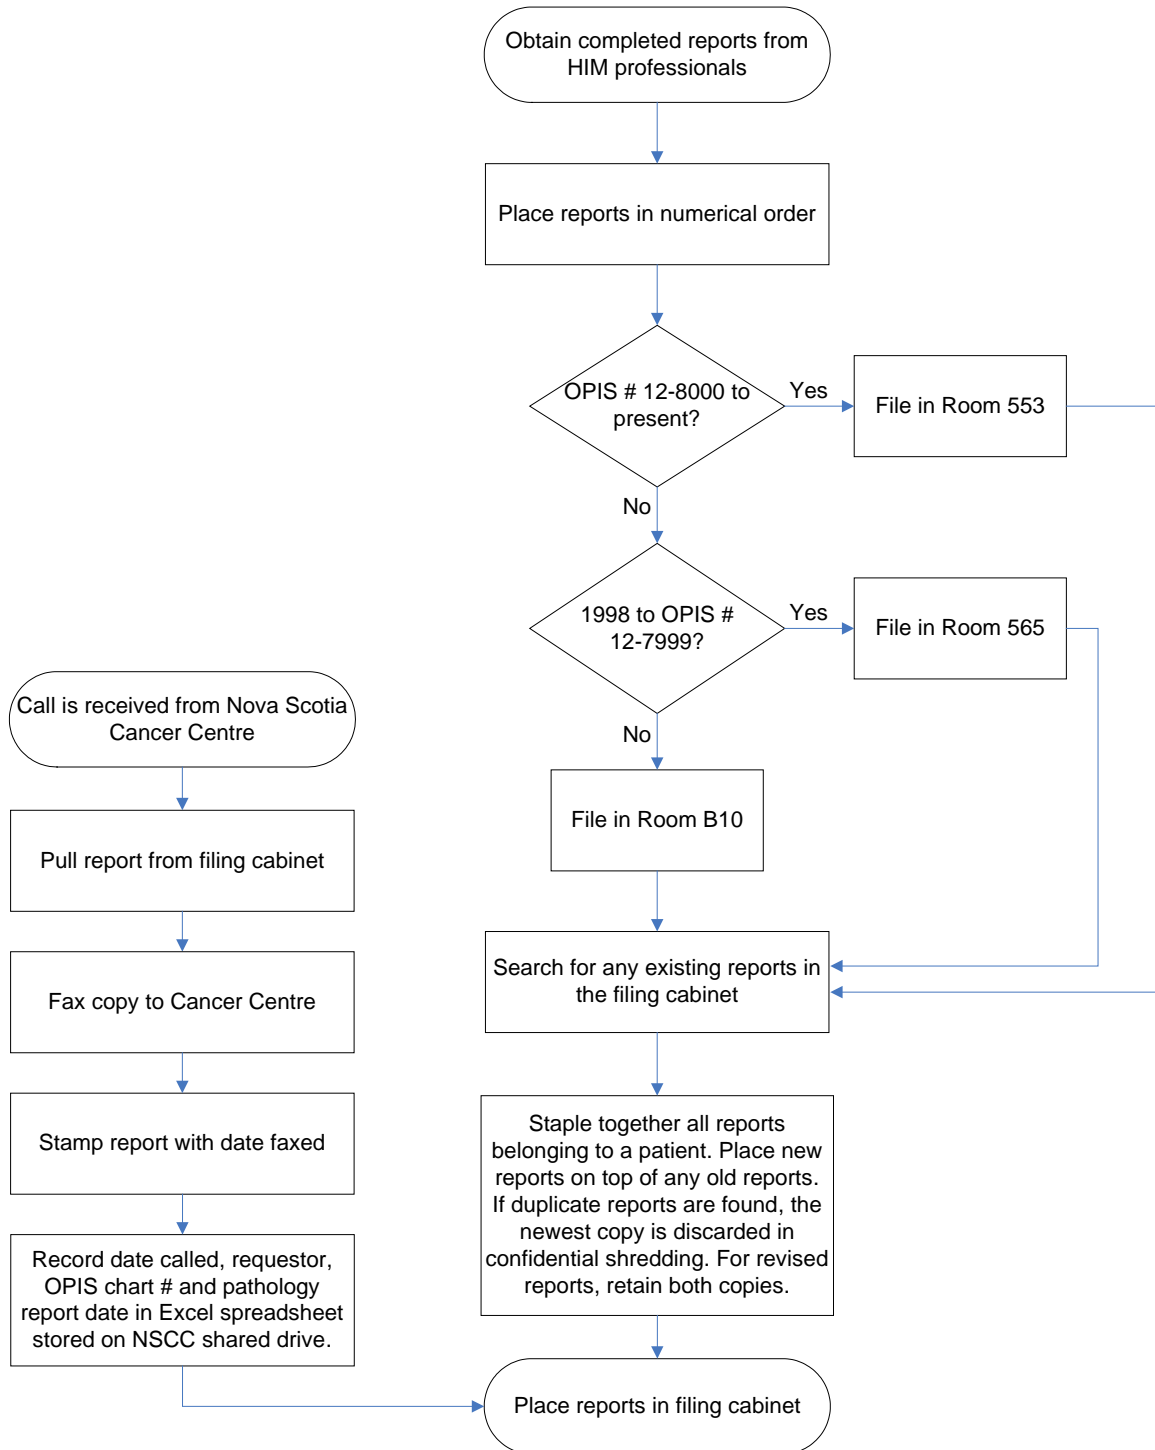 Obtain completed reports from
HIM professionals
Place reports in numerical order
OPIS # 12-8000 to
present?
Yes
File in Room 553
No
1998 to OPIS #
12-7999?
Yes
File in Room 565
No
File in Room B10
Search for any existing reports in
the filing cabinet
Staple together all reports
belonging to a patient. Place new
reports on top of any old reports.
If duplicate reports are found, the
newest copy is discarded in
confidential shredding. For revised
reports, retain both copies.
Call is received from Nova Scotia
Cancer Centre
Pull report from filing cabinet
Fax copy to Cancer Centre
Stamp report with date faxed
Record date called, requestor,
OPIS chart # and pathology
report date in Excel spreadsheet
stored on NSCC shared drive.
Place reports in filing cabinet